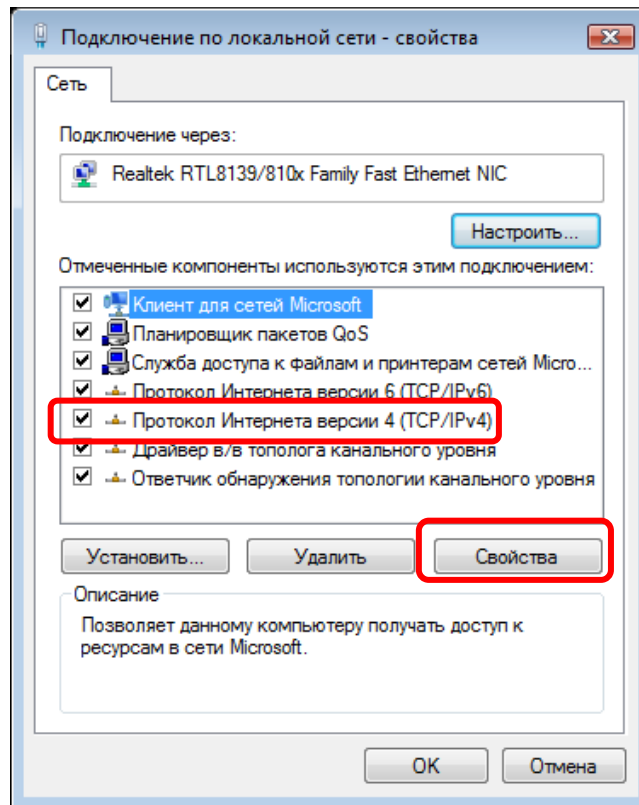 Подключение по локальной сети - свойства
Сеть
Подключение через:
Realtek RTL8139/810x Family Fast Ethernet NIC
Настроить...
Отмеченные компоненты используются этим подключением:
Клиент для сетей Microsoft
Планировщик пакетов QoS
Служба доступа к файлам и принтерам сетей Micro...
Протокол Интернета версии 6 (TCP/IPv6)
Протокол Интернета версии 4 (TCP/IPv4)
Драйвер в/в тополога канального уровня
Ответчик обнаружения топологии канального уровня
Установить...
Удалить
Свойства
Описание
Позволяет данному компьютеру получать доступ к
ресурсам в сети Microsoft.
OK
Отмена